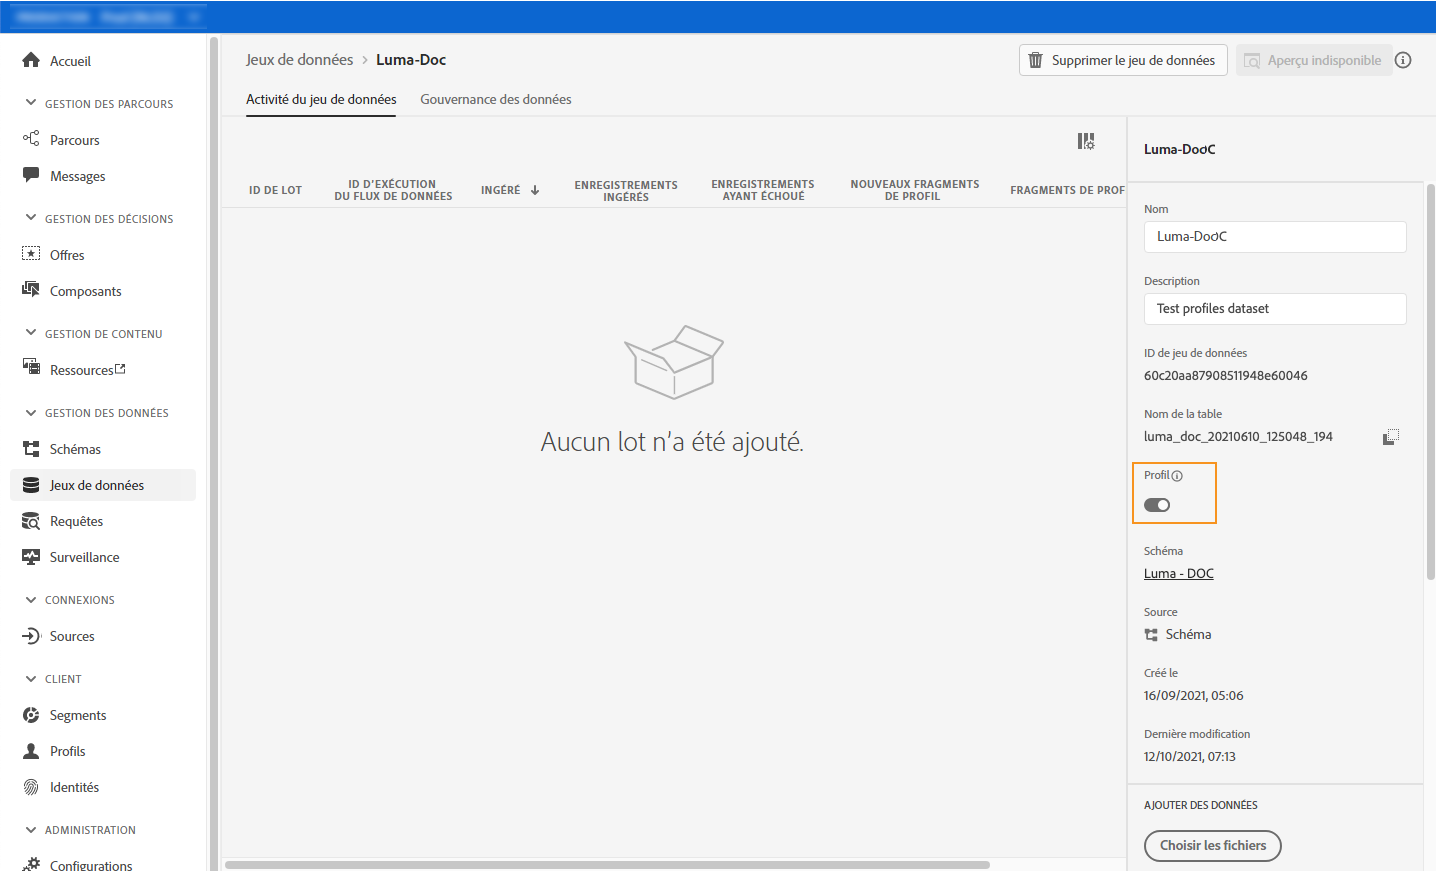 Accueil
GESTION DES PARCOURS
Parcours
Messages
GESTION DES DÉCISIONS
Offres
Composants
GESTION DE CONTENU
Ressources
GESTION DES DONNÉES
Schémas
Jeux de données
Requêtes
Surveillance
CONNEXIONS
Sources
CLIENT
Segments
Profils
Identités
ADMINISTRATION
Configurations
Jeux de données > Luma-Doc
Supprimer le jeu de données
Aperçu indisponible
Activité du jeu de données
Gouvernance des données
ID DE LOT
ID D'EXÉCUTION
DU FLUX DE DONNÉES
INGÉRÉ
ENREGISTREMENTS
INGÉRÉS
ENREGISTREMENTS
AYANT ÉCHOUÉ
NOUVEAUX FRAGMENTS
DE PROFIL
FRAGMENTS DE PROF
Aucun lot n'a été ajouté.
Luma-DoơC
Nom
Luma-DoơC
Description
Test profiles dataset
ID de jeu de données
60c20aa87908511948e60046
Nom de la table
luma_doc_20210610_125048_194
Profil
Schéma
Luma - DOC
Source
Schéma
Créé le
16/09/2021, 05:06
Dernière modification
12/10/2021, 07:13
AJOUTER DES DONNÉES
Choisir les fichiers